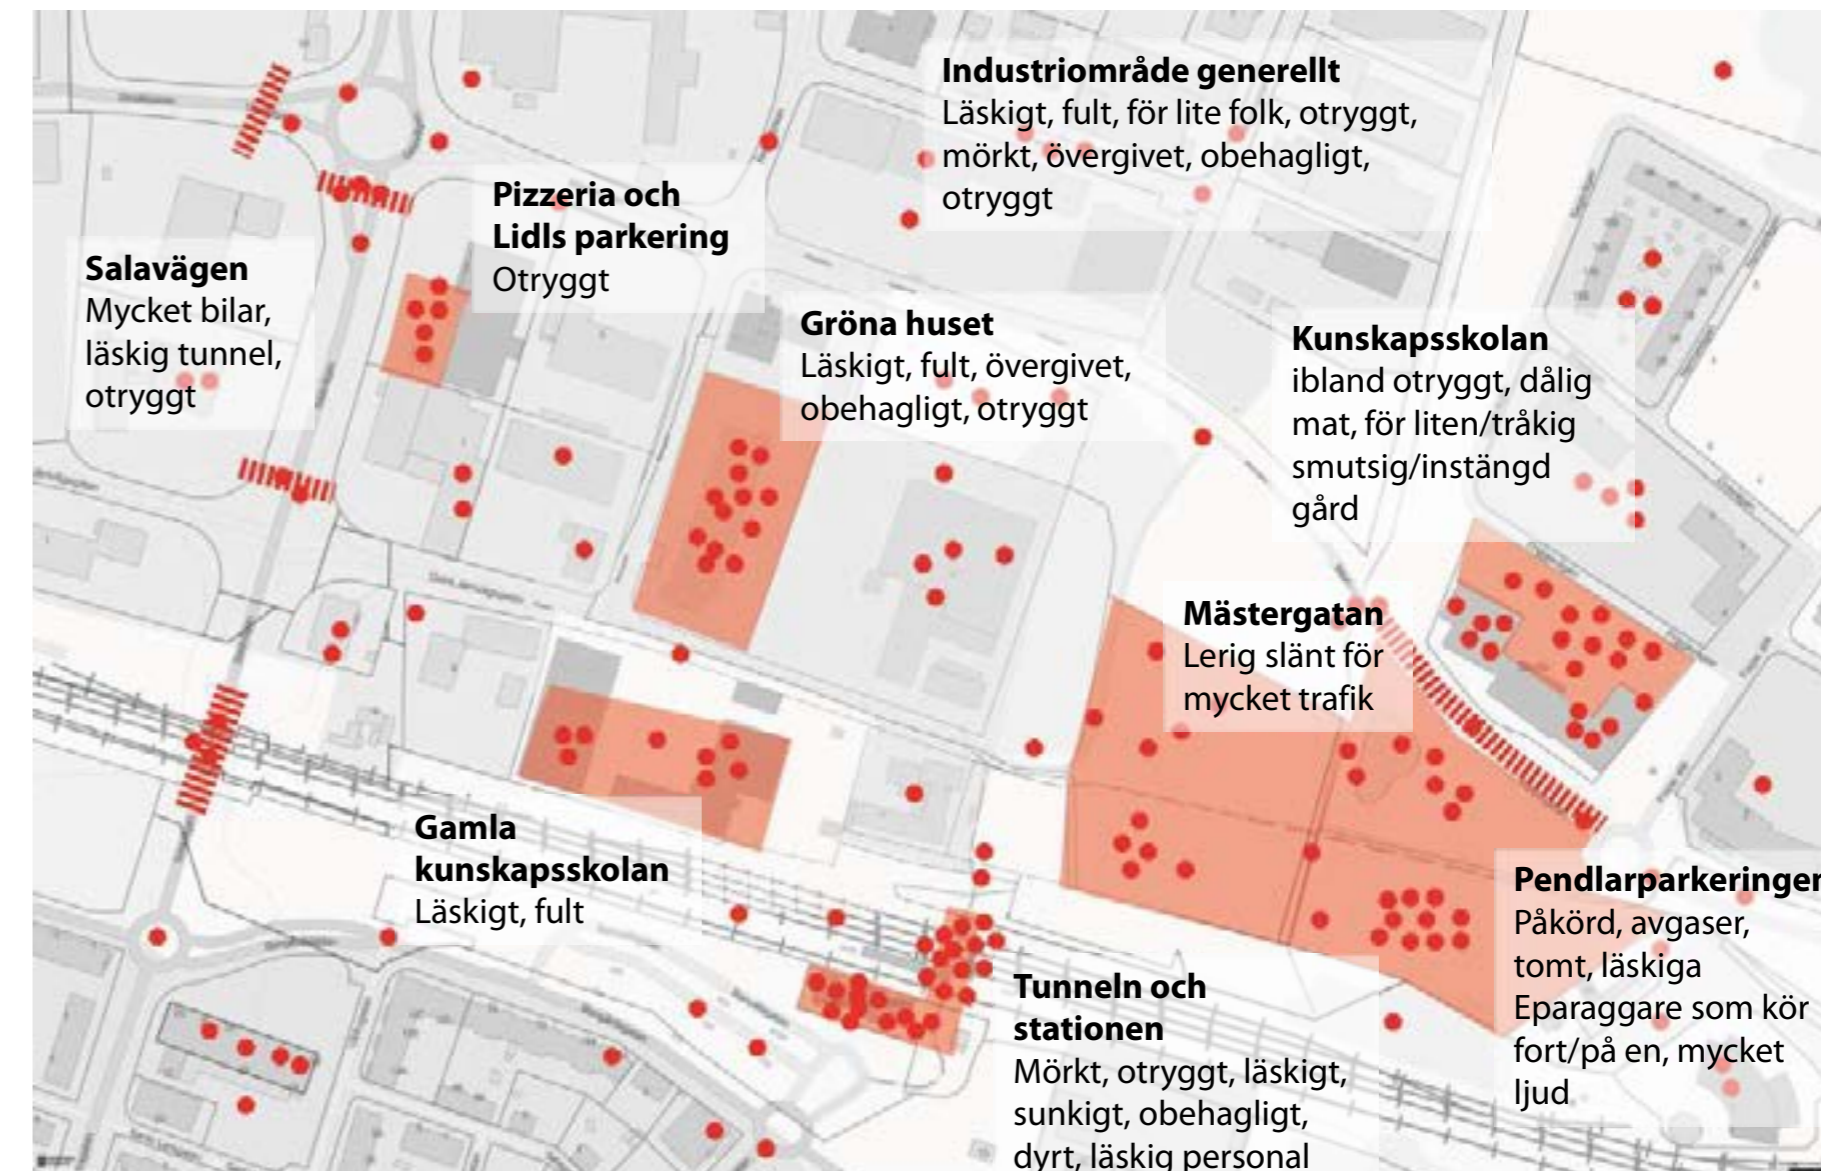 Industriområde generellt
Läskigt, fult, för lite folk, otryggt,
mörkt, övergivet, obehagligt,
otryggt
Pizzeria och
Lidls parkering
Otryggt
Salavägen
Mycket bilar,
läskig tunnel,
otryggt
Gröna huset
Läskigt, fult, övergivet,
obehagligt, otryggt
Kunskapsskolan
ibland otryggt, dålig
mat, för liten/tråkig
smutsig/instängd
gård
Mästergatan
Lerig slänt för
mycket trafik
Gamla
kunskapsskolan
Läskigt, fult
Pendlarparkeringen
Påkörd, avgaser,
tomt, läskiga
Eparaggare som kör
fort/på en, mycket
ljud
Tunneln och
stationen
Mörkt, otryggt, läskigt,
sunkigt, obehagligt,
dyrt, läskig personal